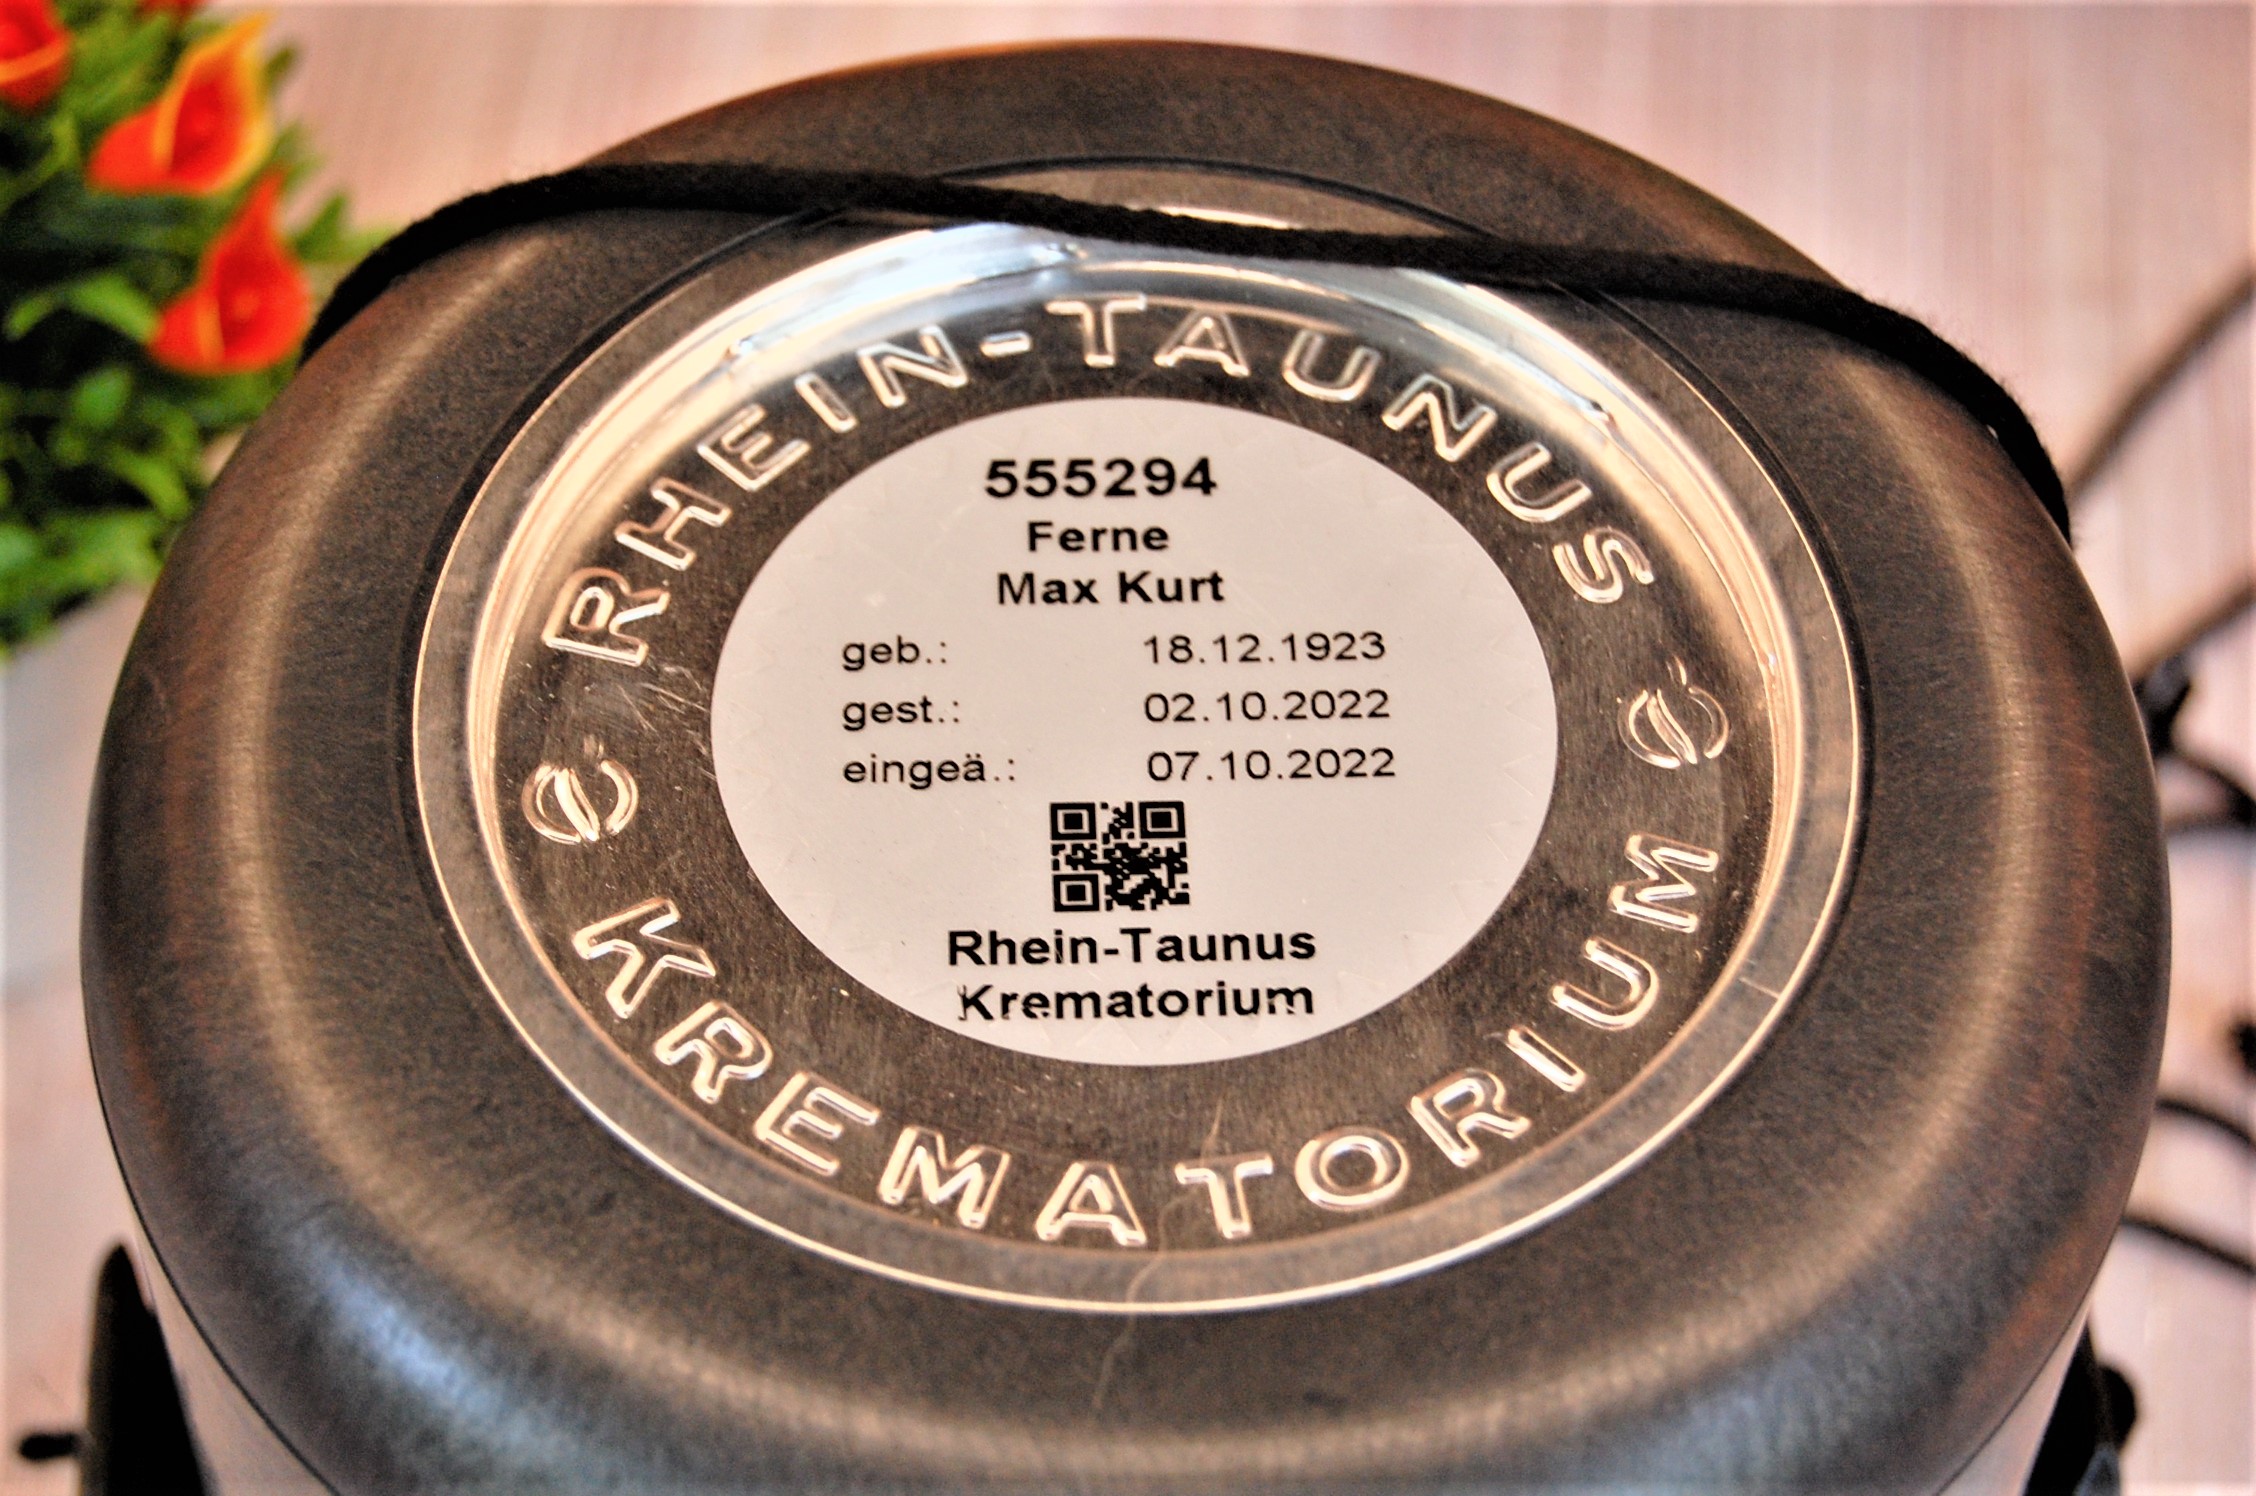 RHEIN-TAUNUS
555294
Ferne
Max Kurt
geb.: 18.12.1923
gest.: 02.10.2022
eingeä.: 07.10.2022
Rhein-Taunus
Krematorium
KREMATORIUM